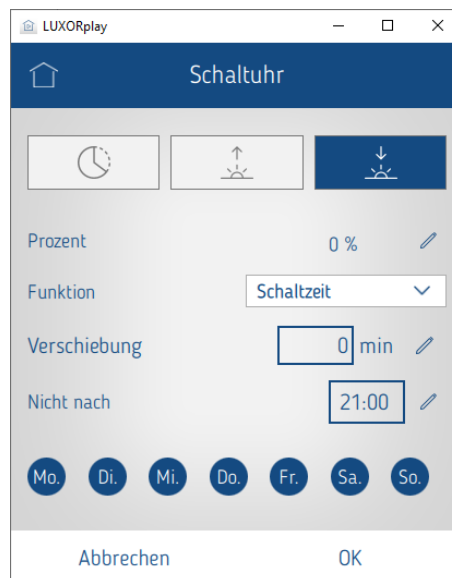 LUXORplay
Schaltuhr
Prozent 0 %
Funktion Schaltzeit
Verschiebung 0 min
Nicht nach 21:00
Mo. Di. Mi. Do. Fr. Sa. So.
Abbrechen OK